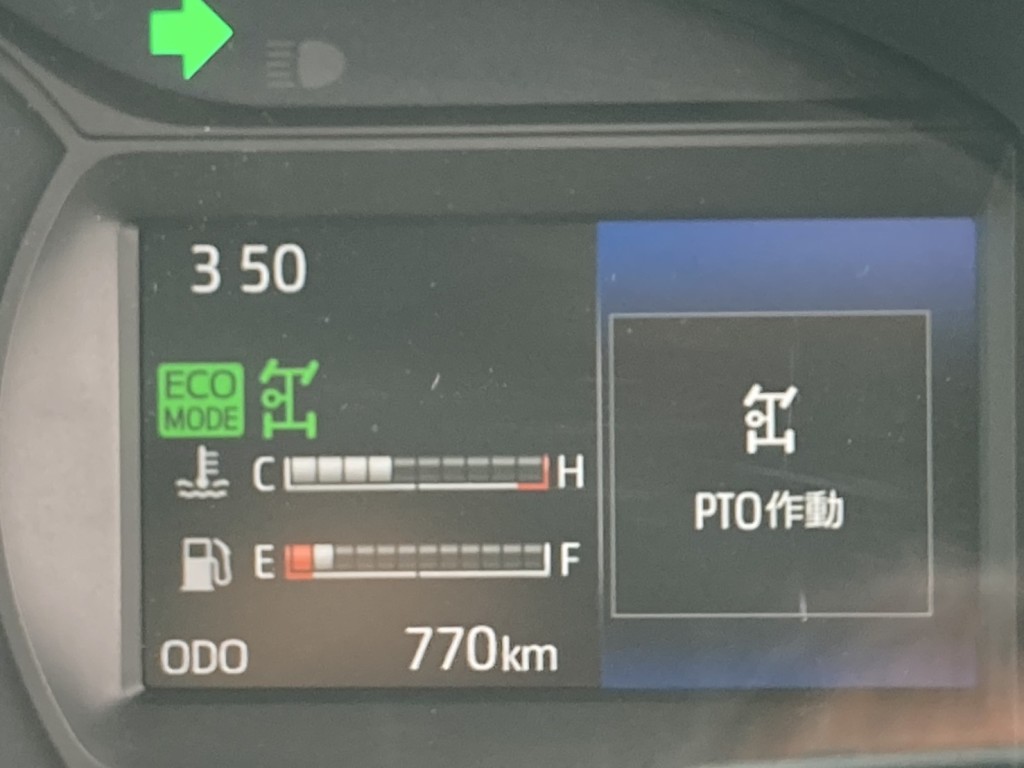 3 50
ECO
MODE
C H
E F
ODO 770km
PTO作動